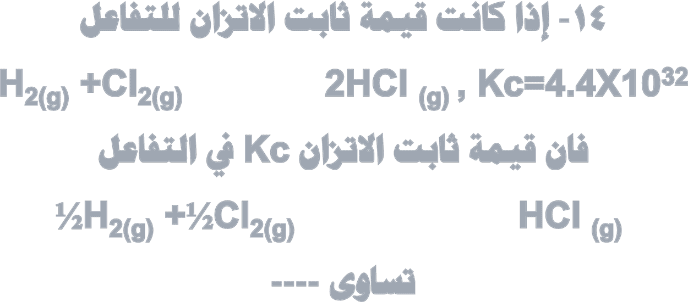 ١٤- إذا كانت قيمة ثابت الاتزان للتفاعل
H₂(g) +Cl₂(g) 2HCl (g) , Kc=4.4X10³²
فان قيمة ثابت الاتزان Kc في التفاعل
½H₂(g) +½Cl₂(g) HCl (g)
تساوى ----